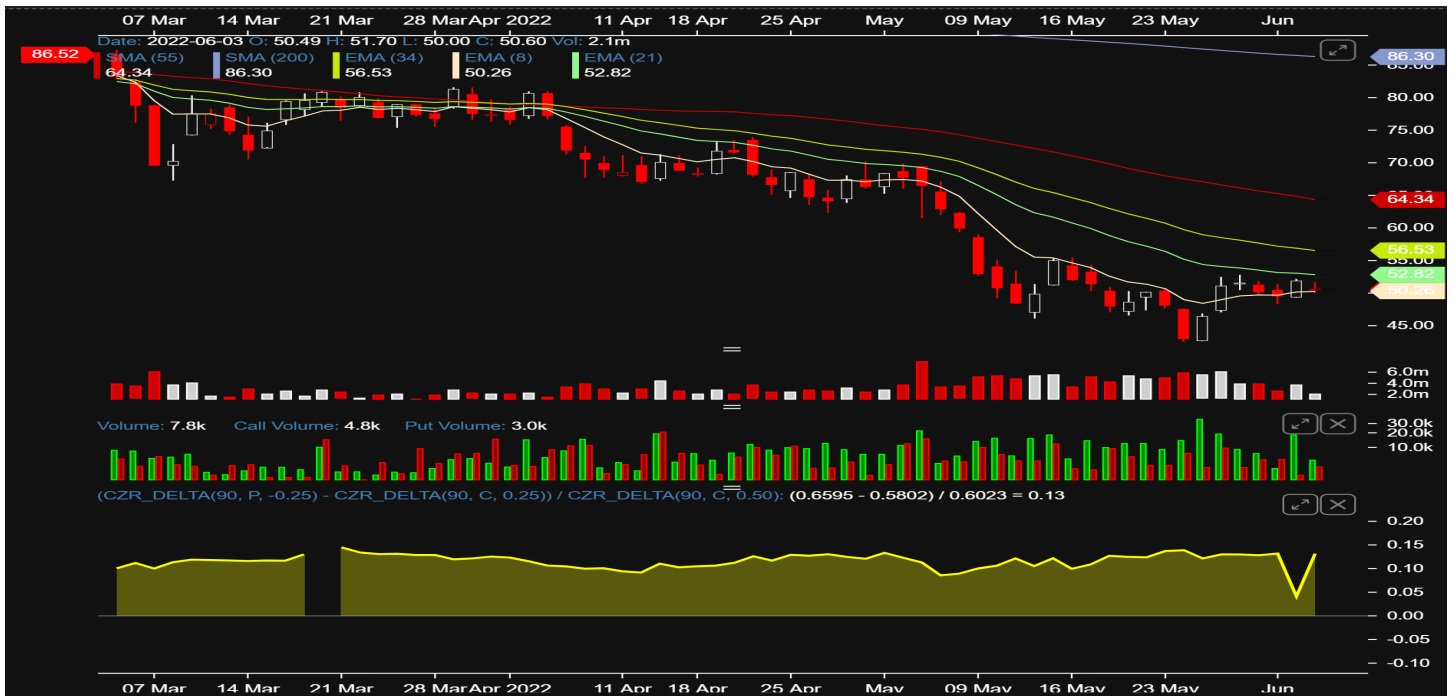 07 Mar 14 Mar 21 Mar 28 Mar Apr 2022 11 Apr 18 Apr 25 Apr May 09 May 16 May 23 May Jun
Date: 2022-06-03 O: 50.49 H: 51.70 L: 50.00 C: 50.60 Vol: 2.1m
86.52
SMA (55) SMA (200) EMA (34) EMA (8) EMA (21)
64.34 86.30 56.53 50.26 52.82
86.30
85.00
80.00
75.00
70.00
64.34
60.00
56.53
55.00
52.82
50.26
45.00
6.0m
4.0m
2.0m
Volume: 7.8k Call Volume: 4.8k Put Volume: 3.0k
30.0k
20.0k
10.0k
(CZR_DELTA(90, P, -0.25) - CZR_DELTA(90, C, 0.25)) / CZR_DELTA(90, C, 0.50): (0.6595 - 0.5802) / 0.6023 = 0.13
0.20
0.15
0.10
0.05
0.00
-0.05
-0.10
07 Mar 14 Mar 21 Mar 28 Mar Apr 2022 11 Apr 18 Apr 25 Apr May 09 May 16 May 23 May Jun